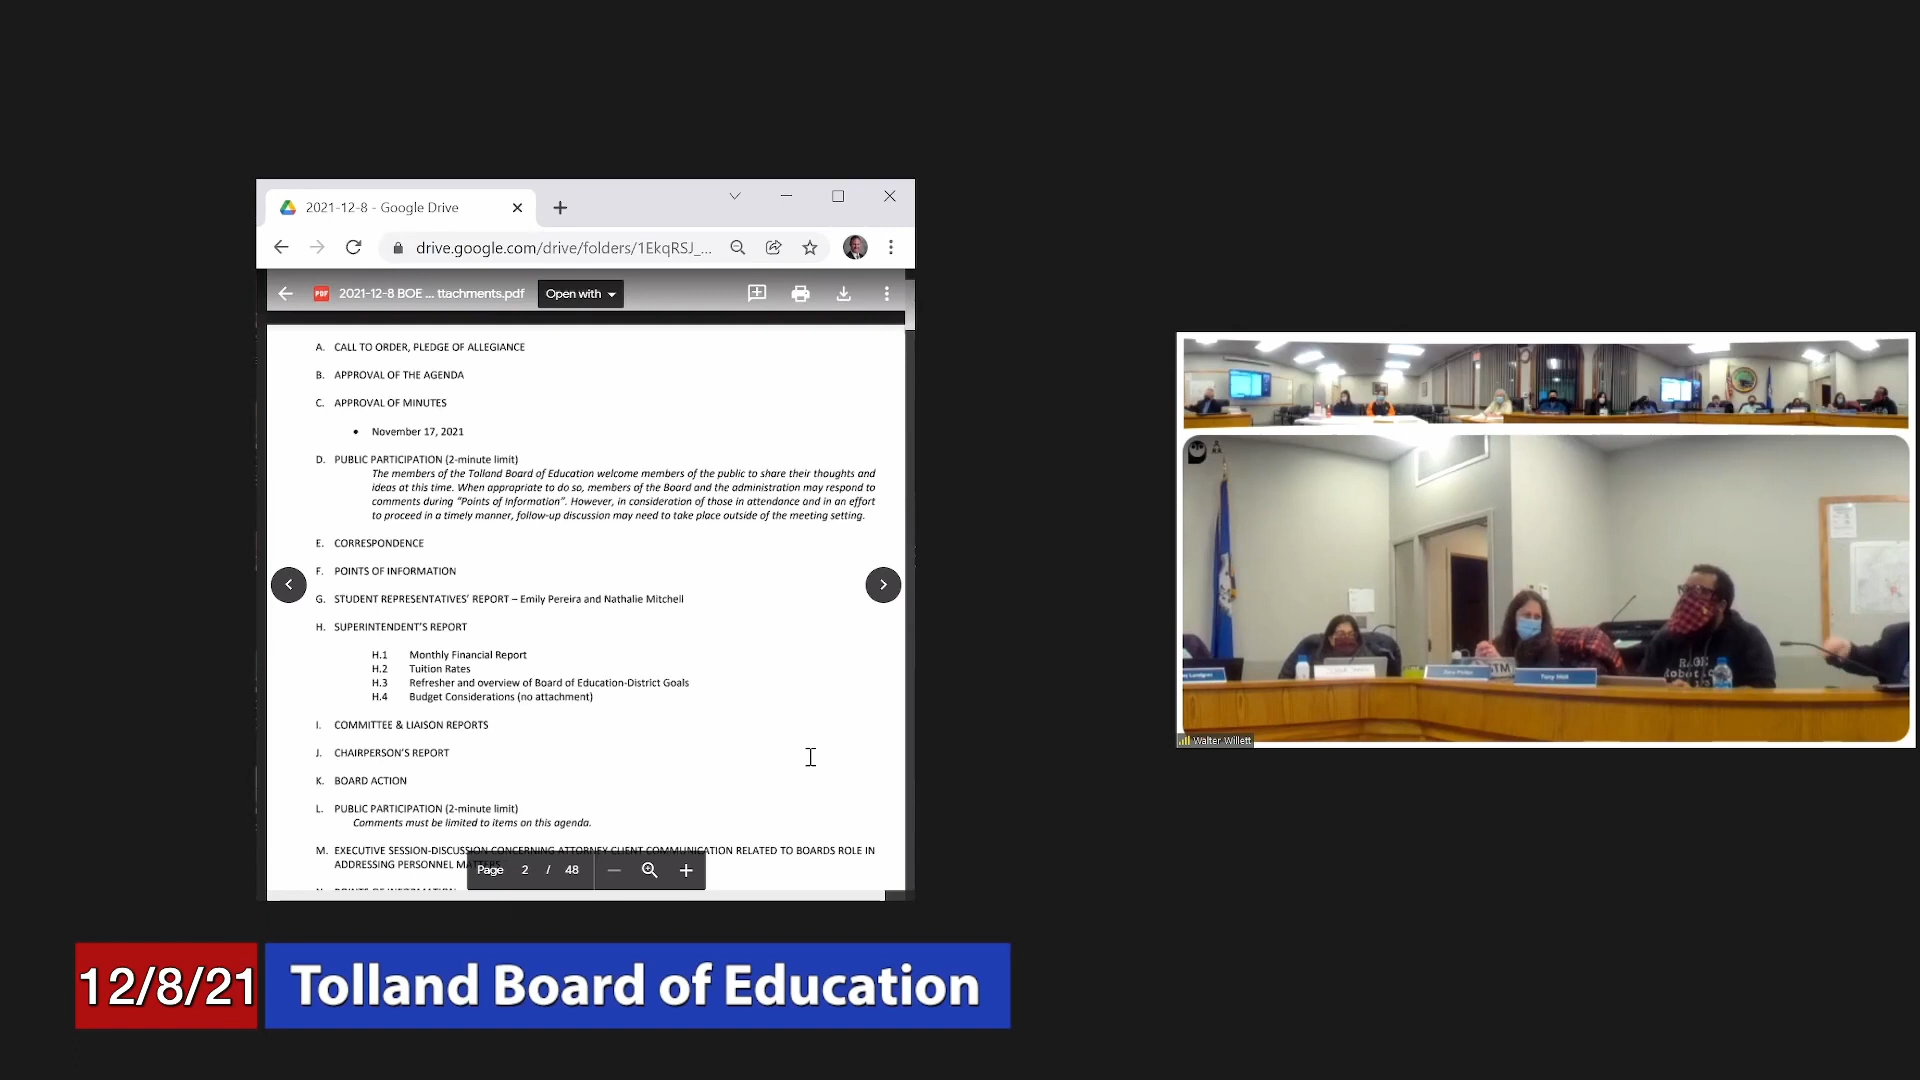 2021-12-8 - Google Drive
drive.google.com/drive/folders/1EkqRSJ_...
PDF 2021-12-8 BOE ... ttachments.pdf Open with
A. CALL TO ORDER, PLEDGE OF ALLEGIANCE
B. APPROVAL OF THE AGENDA
C. APPROVAL OF MINUTES
• November 17, 2021
D. PUBLIC PARTICIPATION (2-minute limit)
The members of the Tolland Board of Education welcome members of the public to share their thoughts and
ideas at this time. When appropriate to do so, members of the Board and the administration may respond to
comments during “Points of Information”. However, in consideration of those in attendance and in an effort
to proceed in a timely manner, follow-up discussion may need to take place outside of the meeting setting.
E. CORRESPONDENCE
F. POINTS OF INFORMATION
G. STUDENT REPRESENTATIVES’ REPORT – Emily Pereira and Nathalie Mitchell
H. SUPERINTENDENT’S REPORT
H.1 Monthly Financial Report
H.2 Tuition Rates
H.3 Refresher and overview of Board of Education-District Goals
H.4 Budget Considerations (no attachment)
I. COMMITTEE & LIAISON REPORTS
J. CHAIRPERSON’S REPORT
K. BOARD ACTION
L. PUBLIC PARTICIPATION (2-minute limit)
Comments must be limited to items on this agenda.
M. EXECUTIVE SESSION-DISCUSSION CONCERNING ATTORNEY CLIENT COMMUNICATION RELATED TO BOARDS ROLE IN
ADDRESSING PERSONNEL MATTERS
N. POINTS OF INFORMATION
Page 2 / 48
Walter Willett
12/8/21 Tolland Board of Education